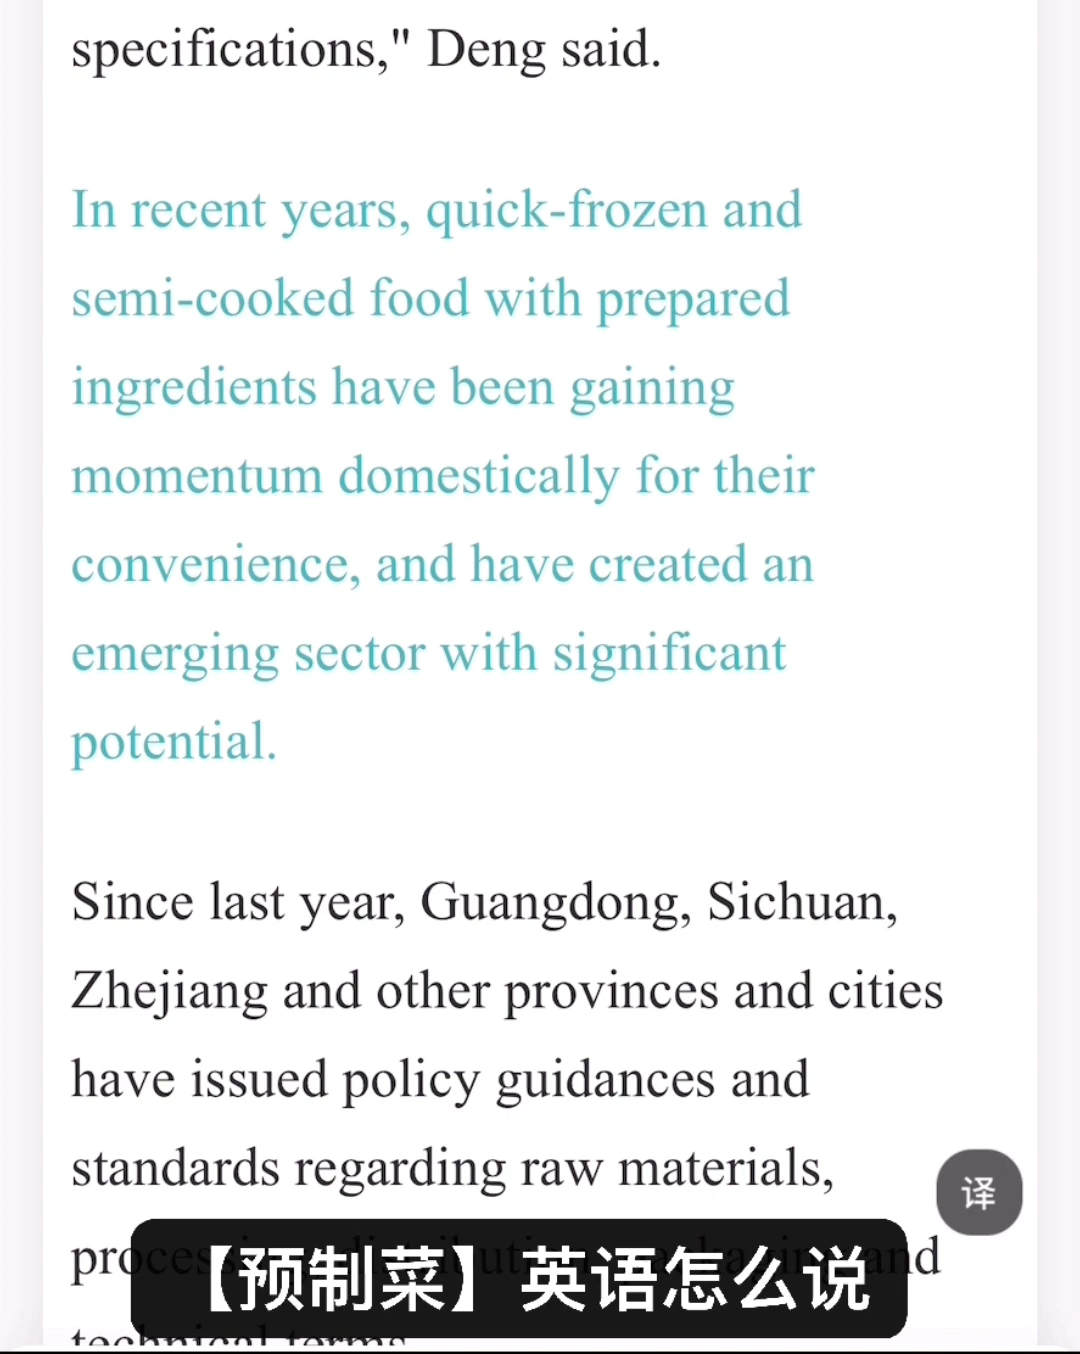 specifications," Deng said.
In recent years, quick-frozen and
semi-cooked food with prepared
ingredients have been gaining
momentum domestically for their
convenience, and have created an
emerging sector with significant
potential.
Since last year, Guangdong, Sichuan,
Zhejiang and other provinces and cities
have issued policy guidances and
standards regarding raw materials,
译
and
【预制菜】英语怎么说
technical terms